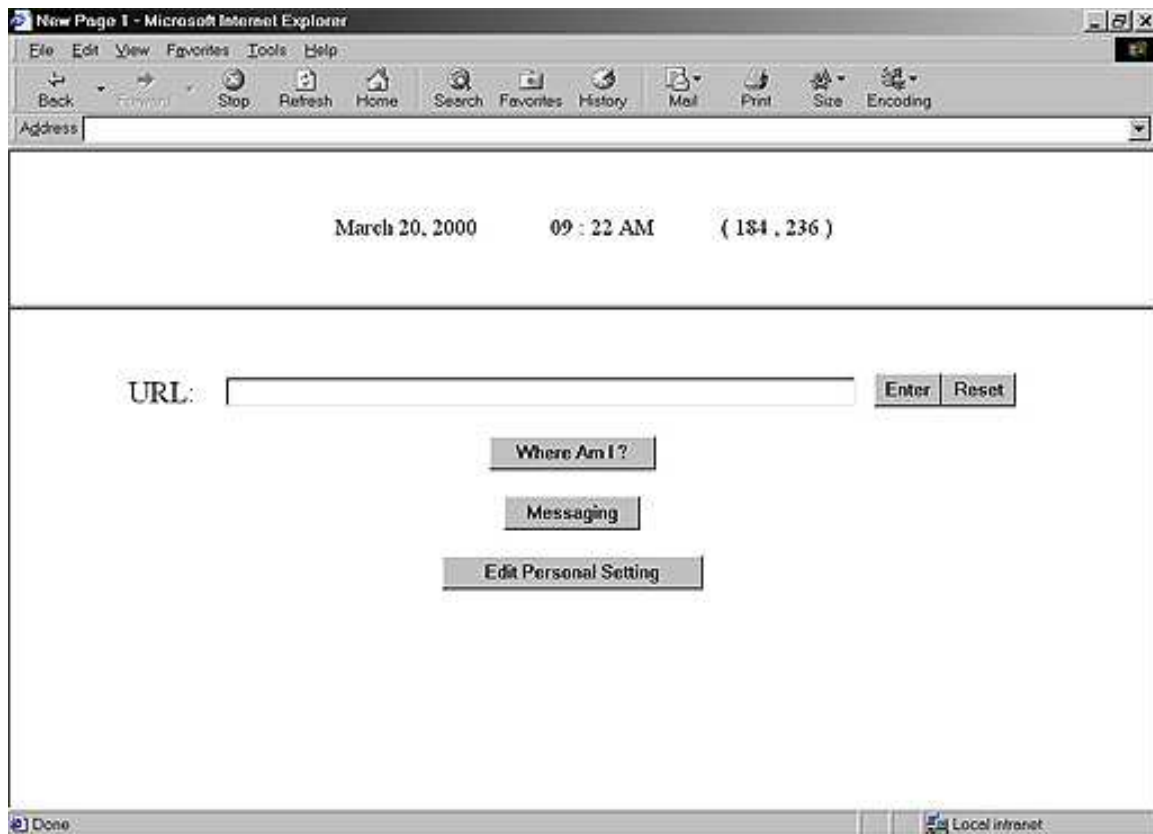 New Page 1 - Microsoft Internet Explorer
File Edit View Favorites Tools Help
Back Forward Stop Refresh Home Search Favorites History Mail Print Size Encoding
Address
March 20, 2000 09 : 22 AM ( 184 , 236 )
URL: Enter Reset
Where Am I ?
Messaging
Edit Personal Setting
Done Local intranet